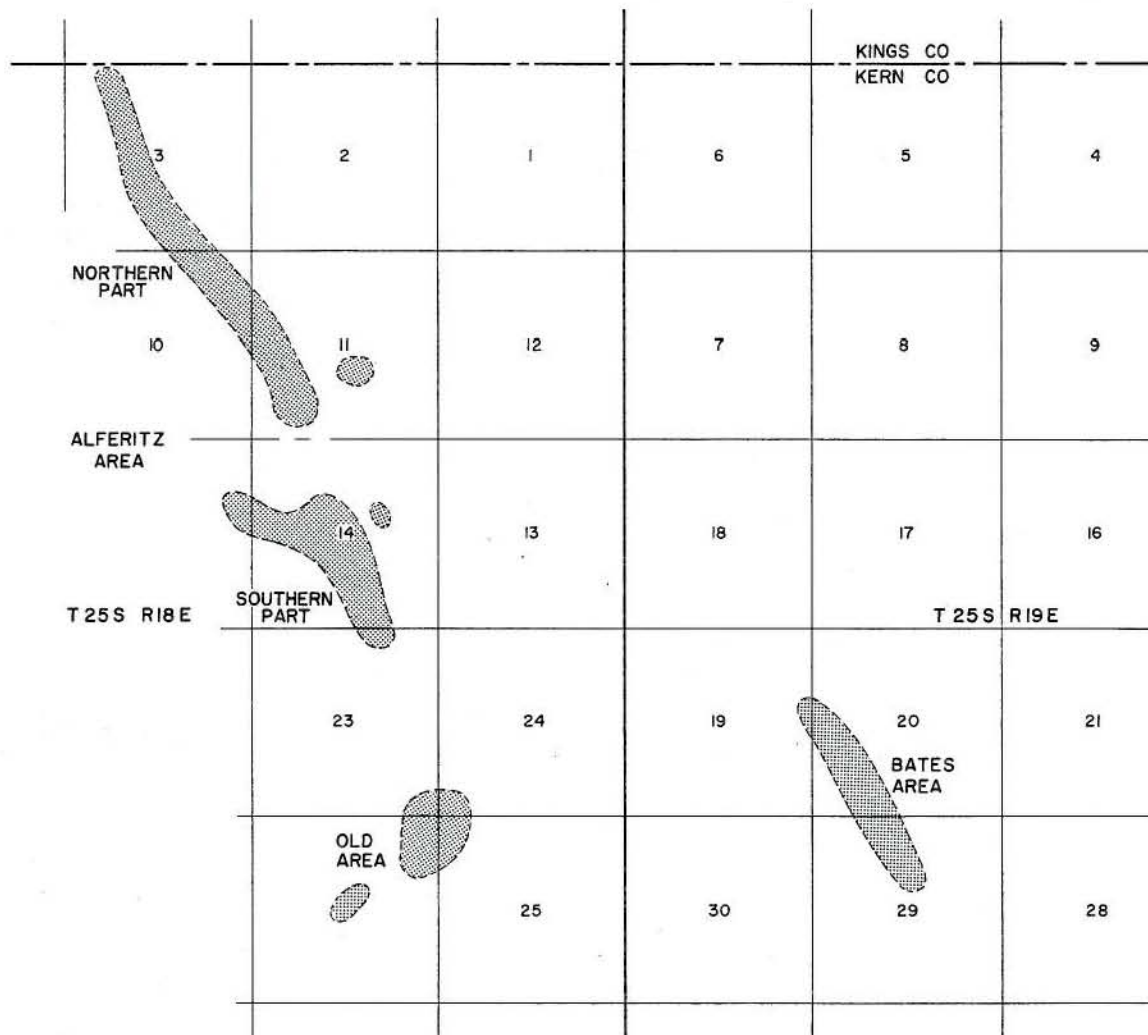 KINGS CO
KERN CO
3 2 1 6 5 4
NORTHERN
PART
10 11 12 7 8 9
ALFERITZ
AREA
14 13 18 17 16
SOUTHERN
PART
T 25 S R 18 E
T 25 S R 19 E
23 24 19 20 21
BATES
AREA
OLD
AREA
25 30 29 28